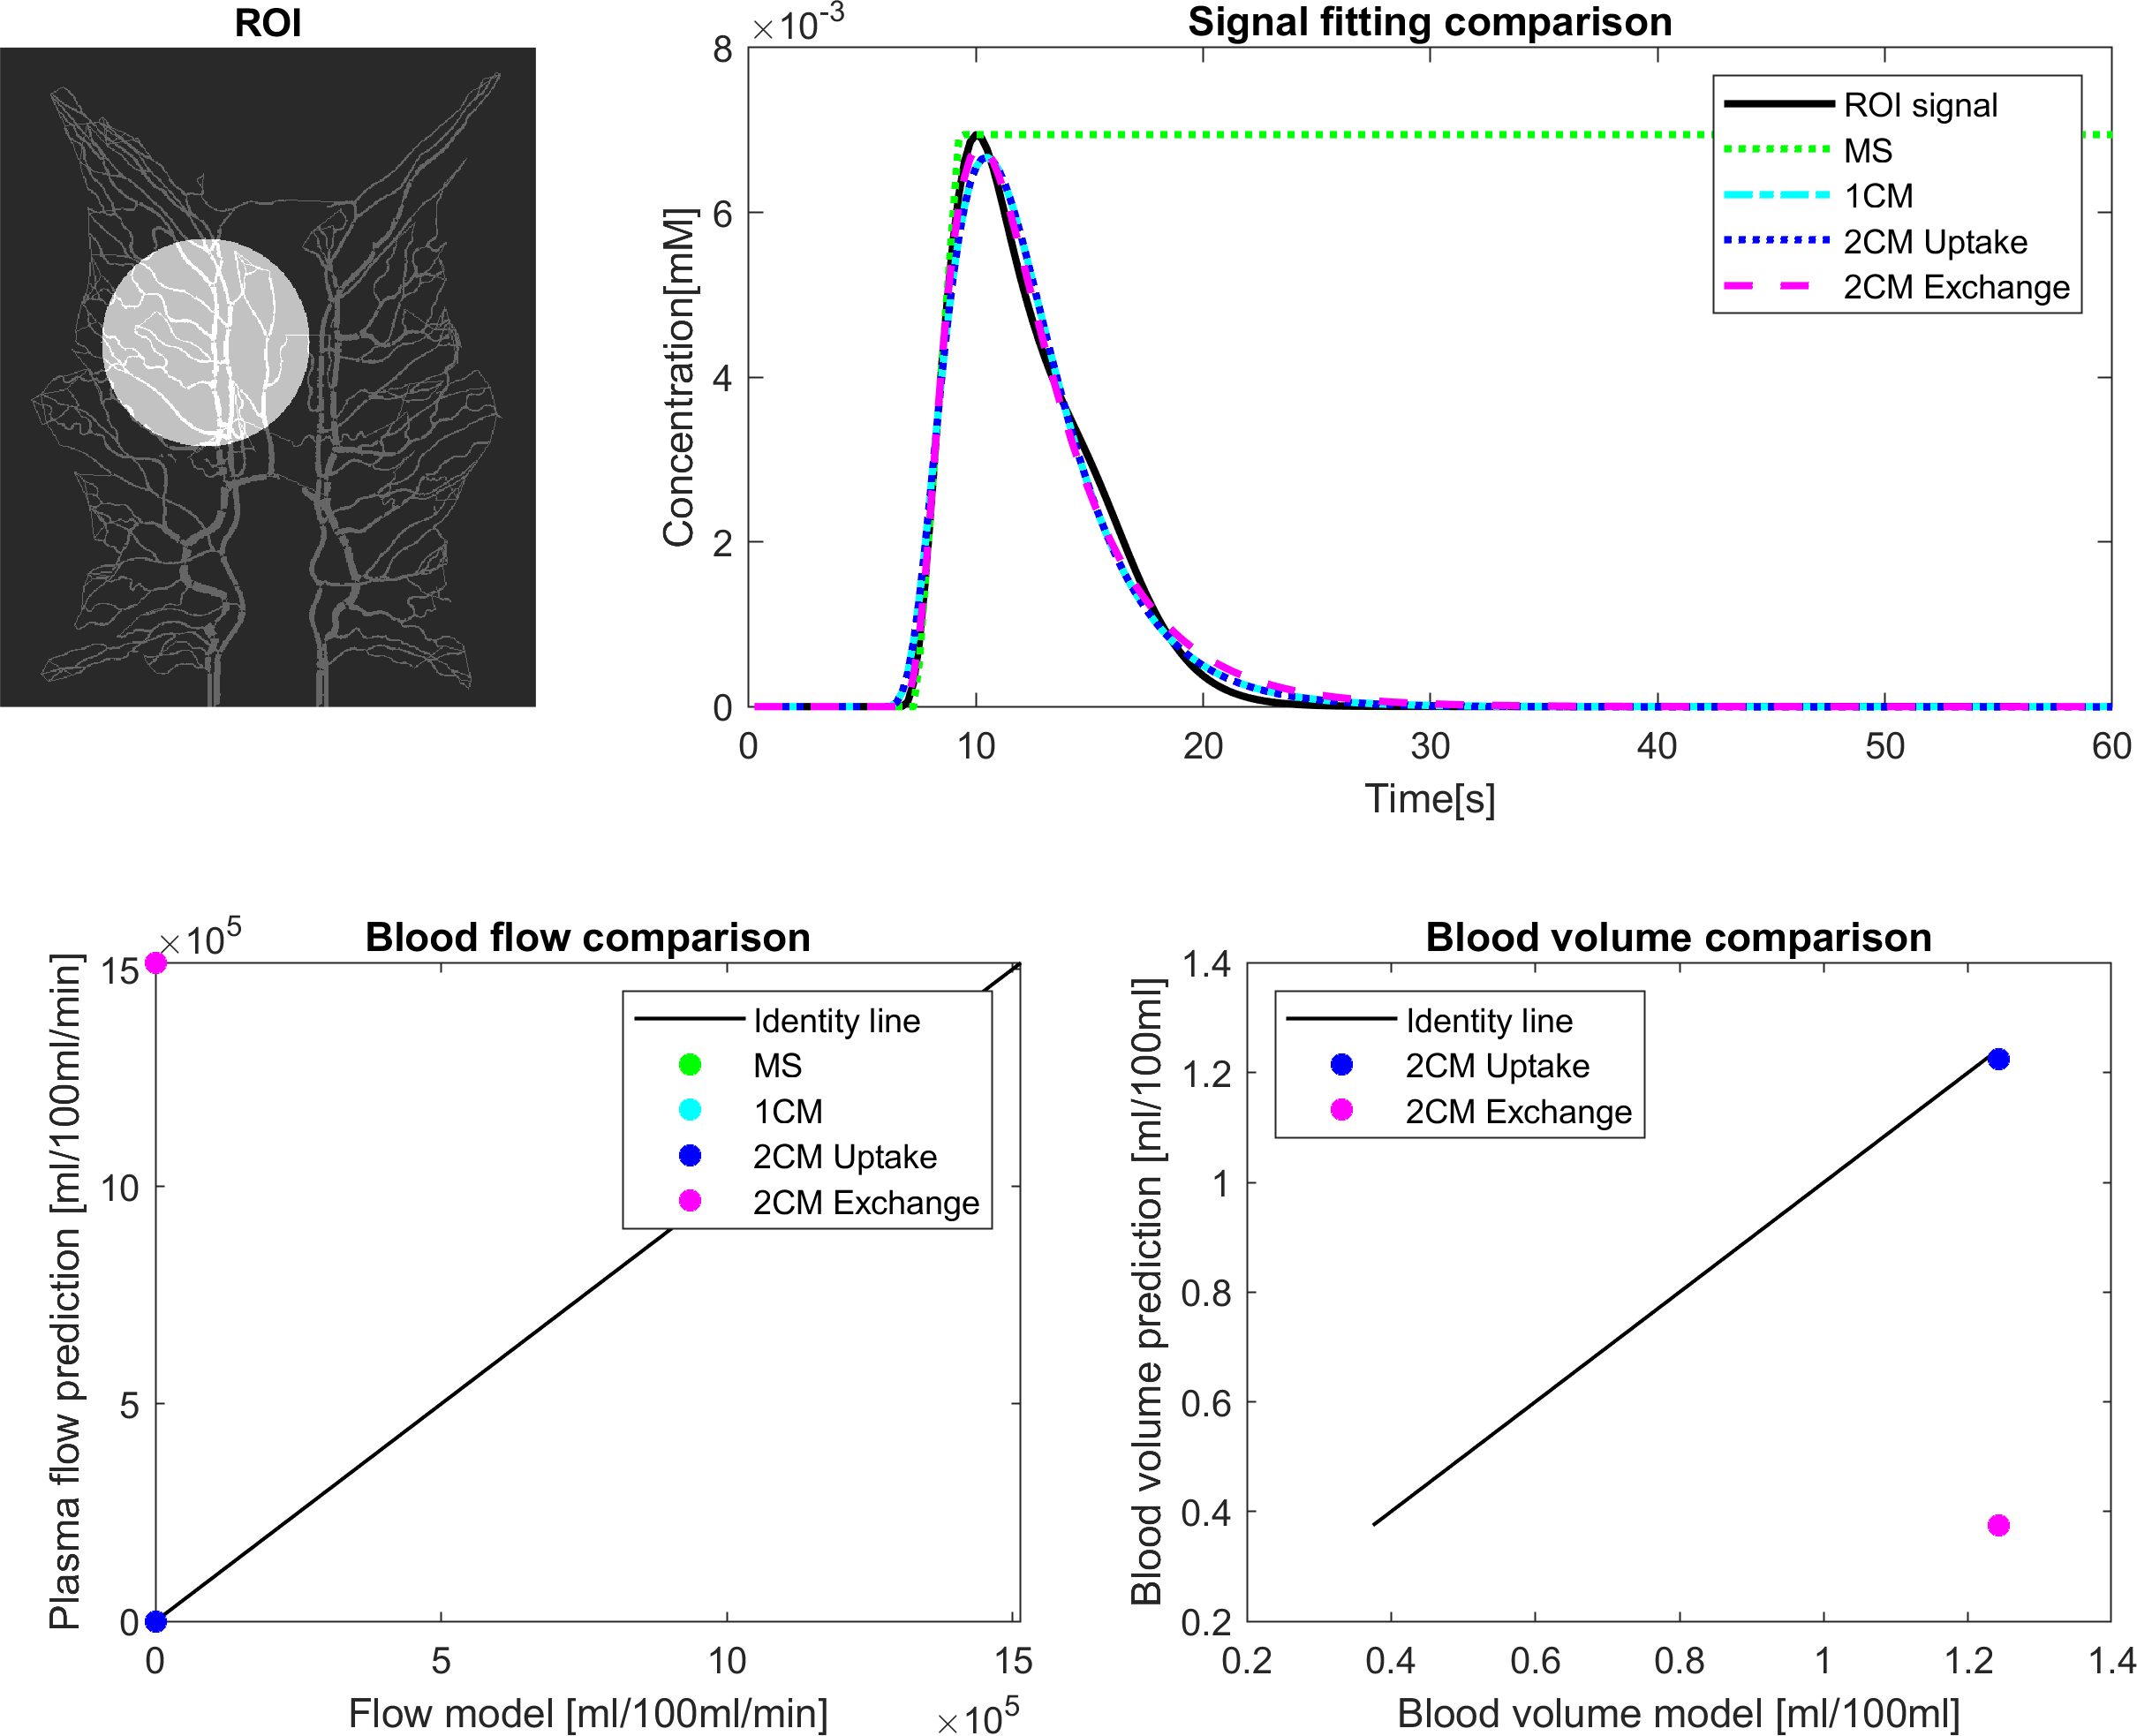 ROI
Signal fitting comparison
×10-3
8
6
4
2
0
Concentration[mM]
0 10 20 30 40 50 60
Time[s]
ROI signal
MS
1CM
2CM Uptake
2CM Exchange
Blood flow comparison
×105
15
10
5
0
Plasma flow prediction [ml/100ml/min]
0 5 10 15
Flow model [ml/100ml/min]
×105
Identity line
MS
1CM
2CM Uptake
2CM Exchange
Blood volume comparison
1.4
1.2
1
0.8
0.6
0.4
0.2
Blood volume prediction [ml/100ml]
0.2 0.4 0.6 0.8 1 1.2 1.4
Blood volume model [ml/100ml]
Identity line
2CM Uptake
2CM Exchange